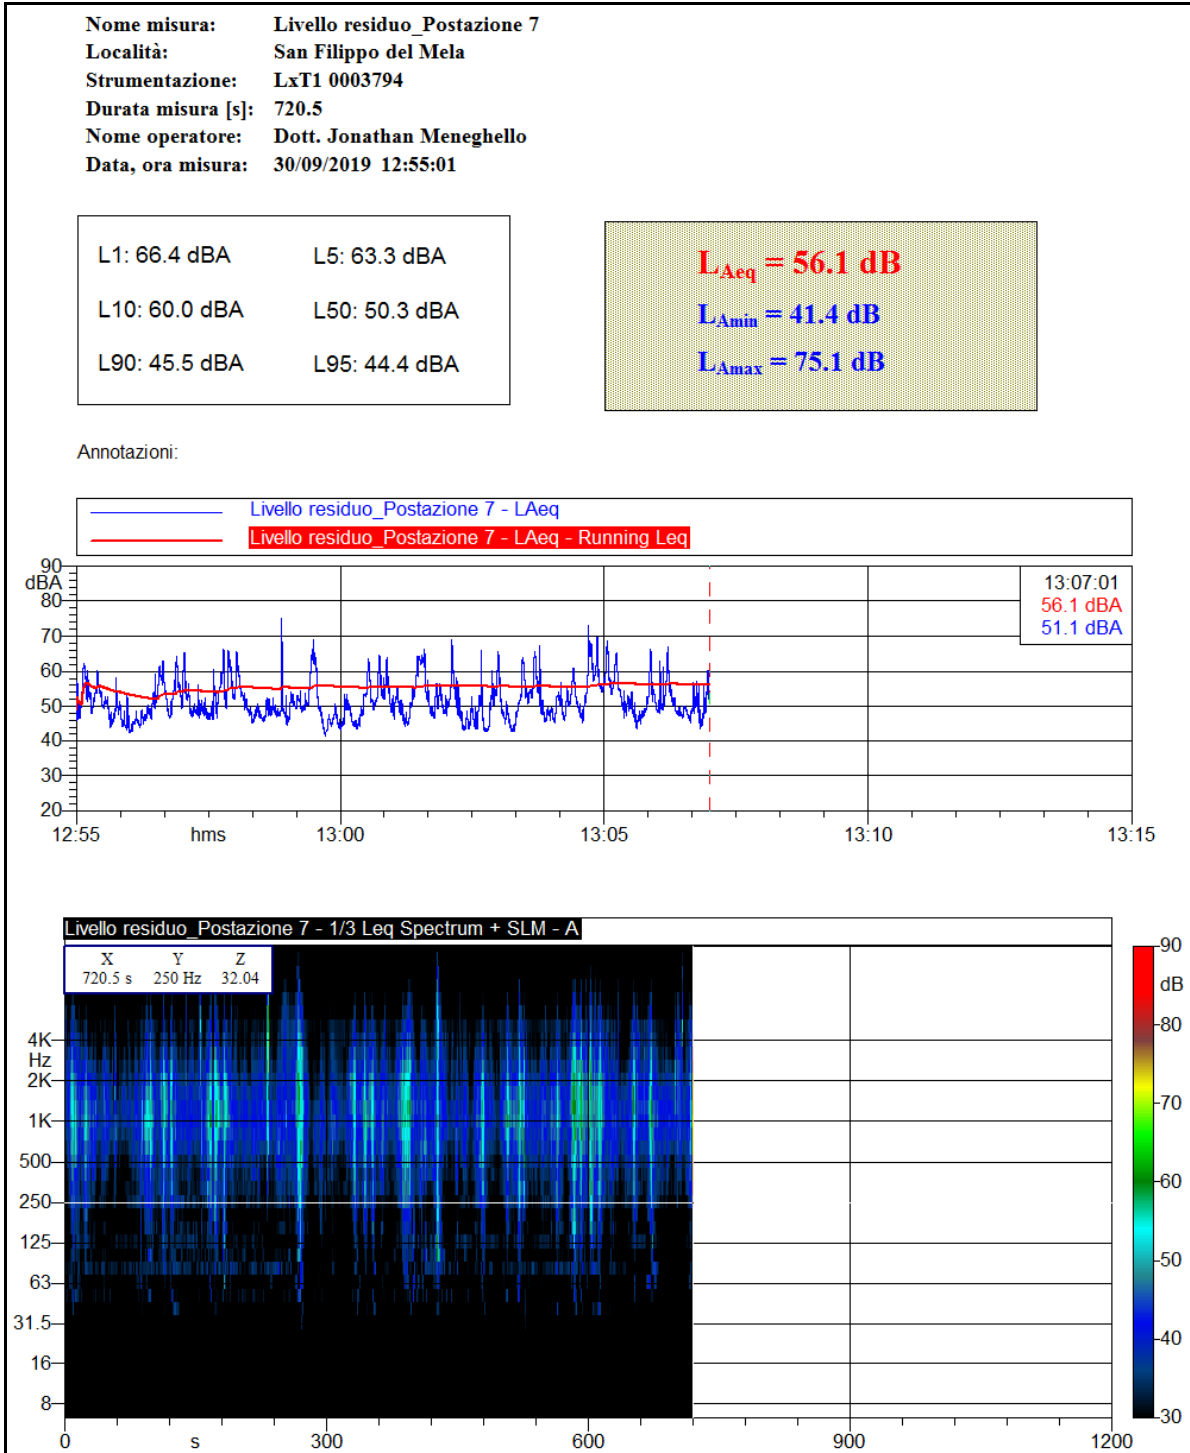 Nome misura: Livello residuo_Postazione 7
Località: San Filippo del Mela
Strumentazione: LxT1 0003794
Durata misura [s]: 720.5
Nome operatore: Dott. Jonathan Meneghello
Data, ora misura: 30/09/2019 12:55:01
L1: 66.4 dBA L5: 63.3 dBA
L10: 60.0 dBA L50: 50.3 dBA
L90: 45.5 dBA L95: 44.4 dBA
LAeq = 56.1 dB
LAmin = 41.4 dB
LAmax = 75.1 dB
Annotazioni:
Livello residuo_Postazione 7 - LAeq
Livello residuo_Postazione 7 - LAeq - Running Leq
90
dBA
80
70
60
50
40
30
20
13:07:01
56.1 dBA
51.1 dBA
12:55 hms 13:00 13:05 13:10 13:15
Livello residuo_Postazione 7 - 1/3 Leq Spectrum + SLM - A
X Y Z
720.5 s 250 Hz 32.04
4K
Hz
2K
1K
500
250
125
63
31.5
16
8
0 s 300 600 900 1200
90
dB
80
70
60
50
40
30